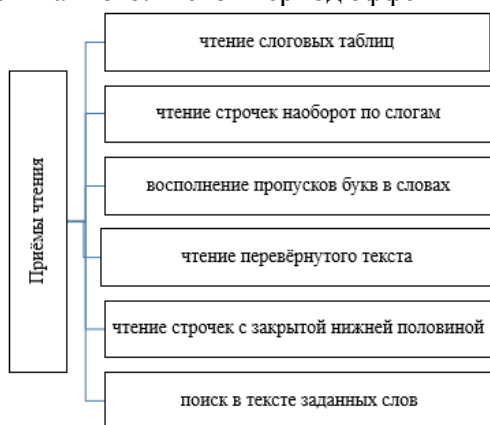 чтение слоговых таблиц
чтение строчек наоборот по слогам
восполнение пропусков букв в словах
Приёмы чтения
чтение перевёрнутого текста
чтение строчек с закрытой нижней половиной
поиск в тексте заданных слов